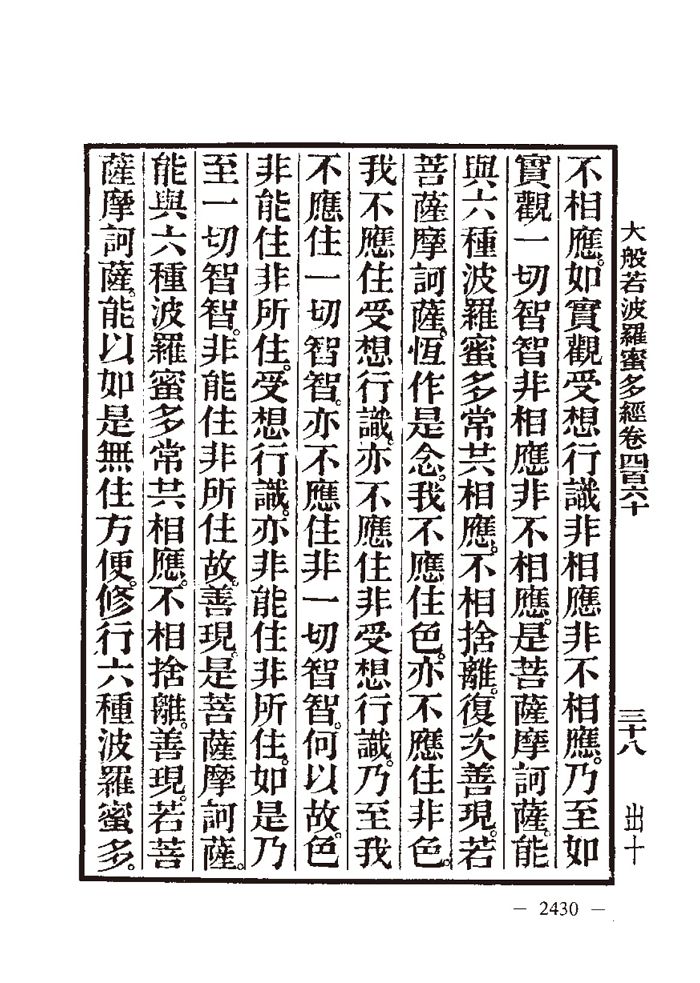 大般若波羅蜜多經卷四百六十 三十八 出十
不相應。如實觀受想行識非相應非不相應。乃至如
實觀一切智智非相應非不相應。是菩薩摩訶薩。能
與六種波羅蜜多常共相應。不相捨離。復次善現。若
菩薩摩訶薩。恆作是念。我不應住色。亦不應住非色。
我不應住受想行識。亦不應住非受想行識。乃至我
不應住一切智智。亦不應住非一切智智。何以故。色
非能住非所住。受想行識。亦非能住非所住。如是乃
至一切智智。非能住非所住故。善現。是菩薩摩訶薩。
能與六種波羅蜜多常共相應。不相捨離。善現。若菩
薩摩訶薩。能以如是無住方便。修行六種波羅蜜多。
— 2430 —